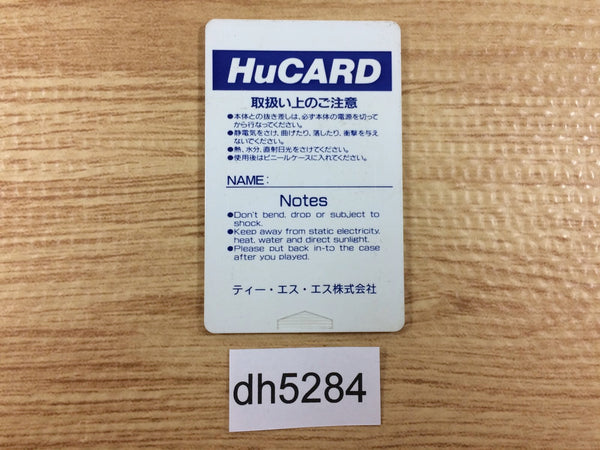 HuCARD
取扱い上のご注意
●本体との抜き差しは、必ず本体の電源を切って
から行なってください。
●静電気をさけ、曲げたり、落したり、衝撃を与え
ないでください。
●熱、水分、直射日光をさけてください。
●使用後はビニールケースに入れてください。
NAME:
Notes
●Don't bend, drop or subject to
shock.
●Keep away from static electricity,
heat, water and direct sunlight.
●Please put back in-to the case
after you played.
ティー・エス・エス株式会社
dh5284